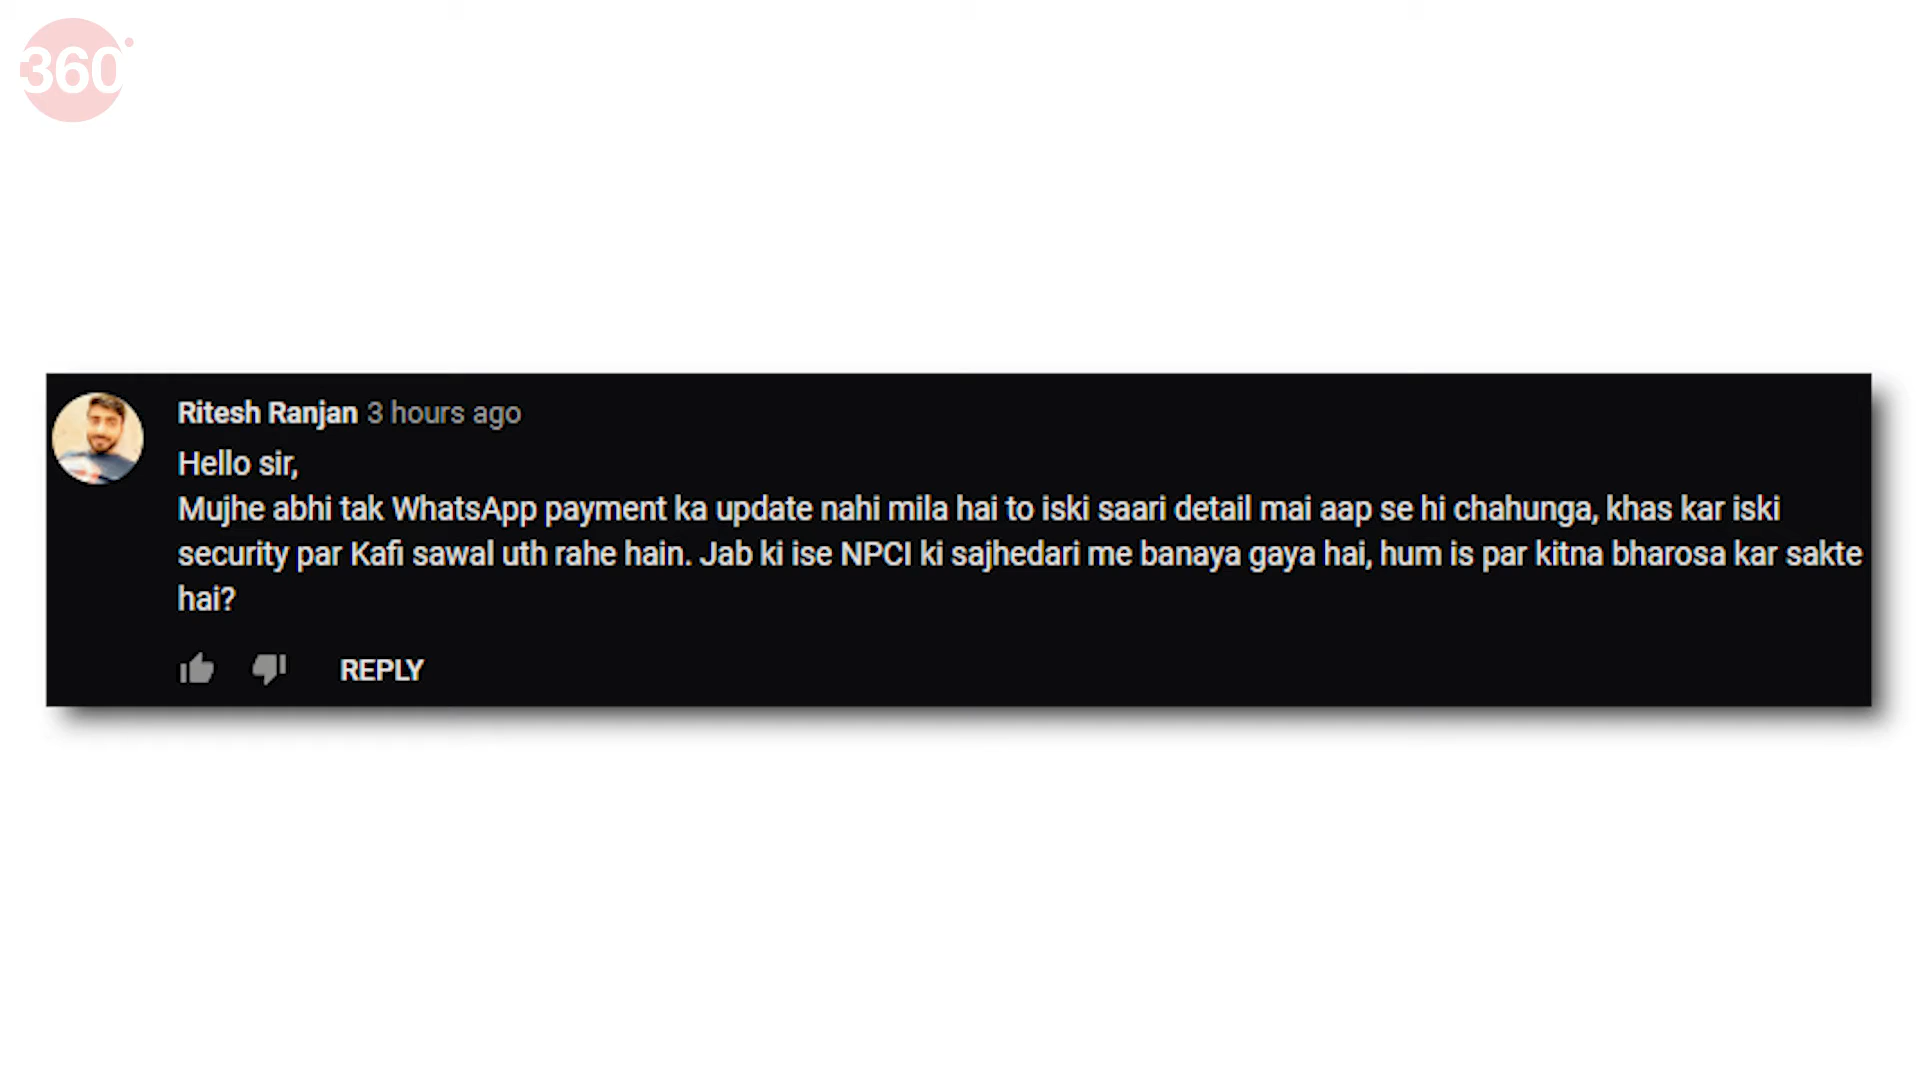 360
Ritesh Ranjan 3 hours ago
Hello sir,
Mujhe abhi tak WhatsApp payment ka update nahi mila hai to iski saari detail mai aap se hi chahunga, khas kar iski
security par Kafi sawal uth rahe hain. Jab ki ise NPCI ki sajhedari me banaya gaya hai, hum is par kitna bharosa kar sakte
hai?
REPLY